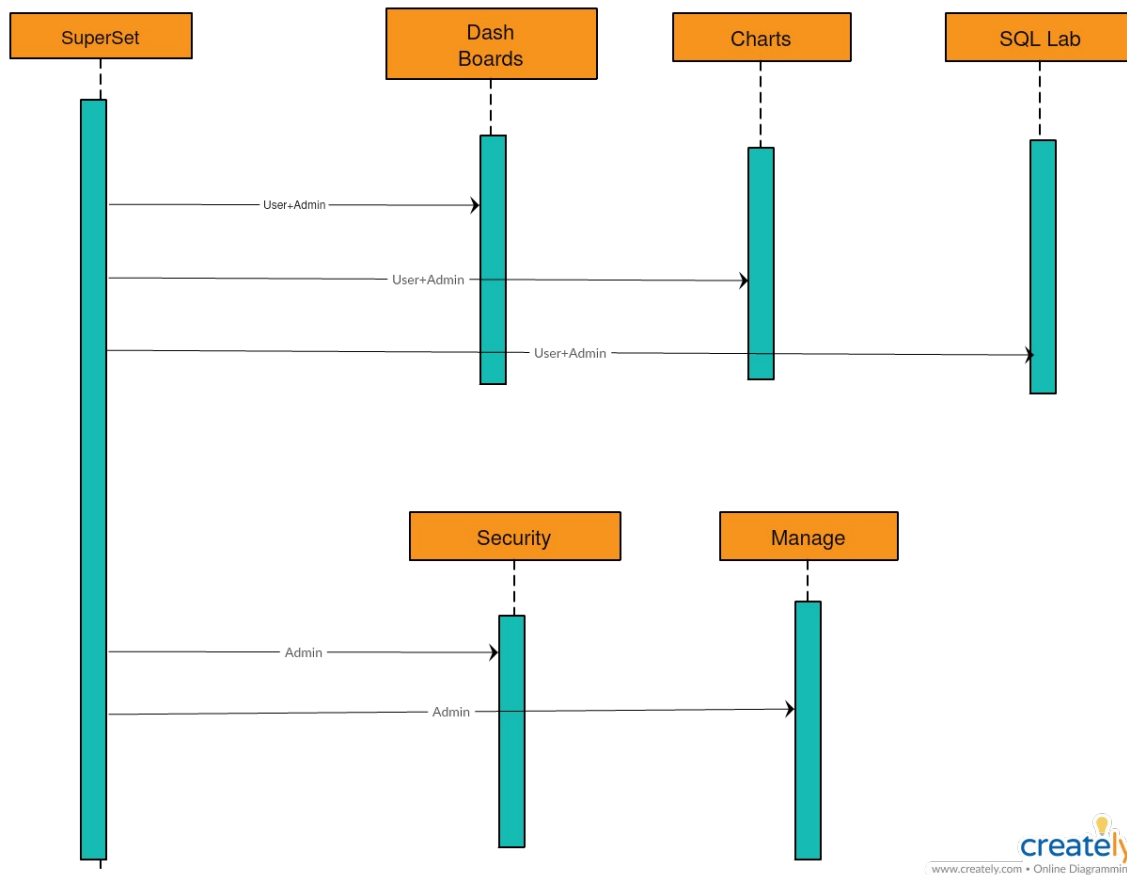 SuperSet
Dash
Boards
Charts
SQL Lab
User+Admin
User+Admin
User+Admin
Security
Manage
Admin
Admin
creately
www.creately.com • Online Diagrammin